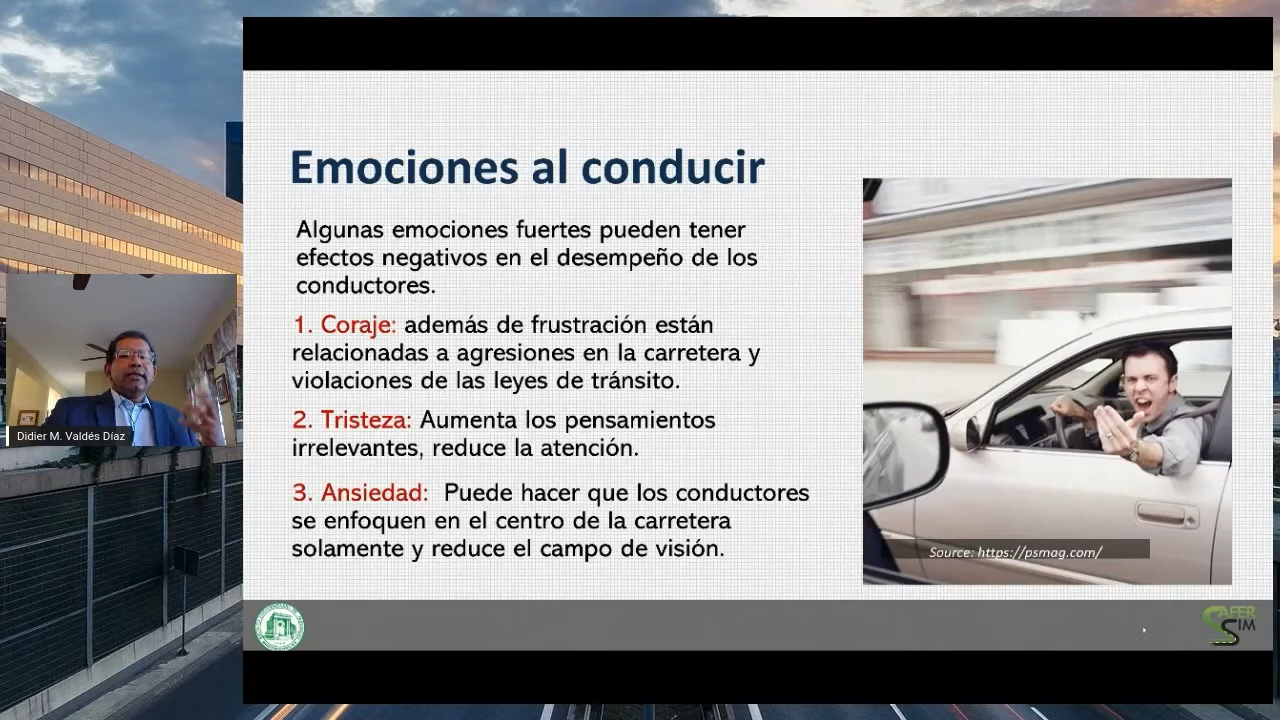 Emociones al conducir
Algunas emociones fuertes pueden tener
efectos negativos en el desempeño de los
conductores.
1. Coraje: además de frustración están
relacionadas a agresiones en la carretera y
violaciones de las leyes de tránsito.
2. Tristeza: Aumenta los pensamientos
irrelevantes, reduce la atención.
3. Ansiedad: Puede hacer que los conductores
se enfoquen en el centro de la carretera
solamente y reduce el campo de visión.
Source: https://psmag.com/
Didier M. Valdés Díaz
SAFER
SIM